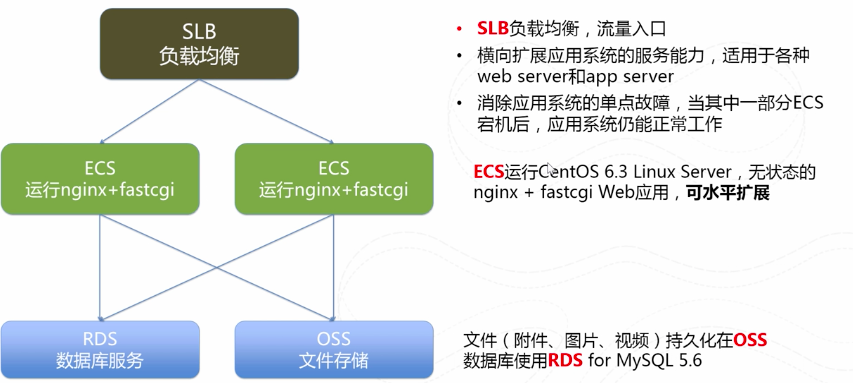 SLB
负载均衡
ECS
运行nginx+fastcgi
ECS
运行nginx+fastcgi
RDS
数据库服务
OSS
文件存储
• SLB负载均衡，流量入口
• 横向扩展应用系统的服务能力，适用于各种
web server和app server
• 消除应用系统的单点故障，当其中一部分ECS
宕机后，应用系统仍能正常工作
ECS运行CentOS 6.3 Linux Server，无状态的
nginx + fastcgi Web应用，可水平扩展
文件（附件、图片、视频）持久化在OSS
数据库使用RDS for MySQL 5.6